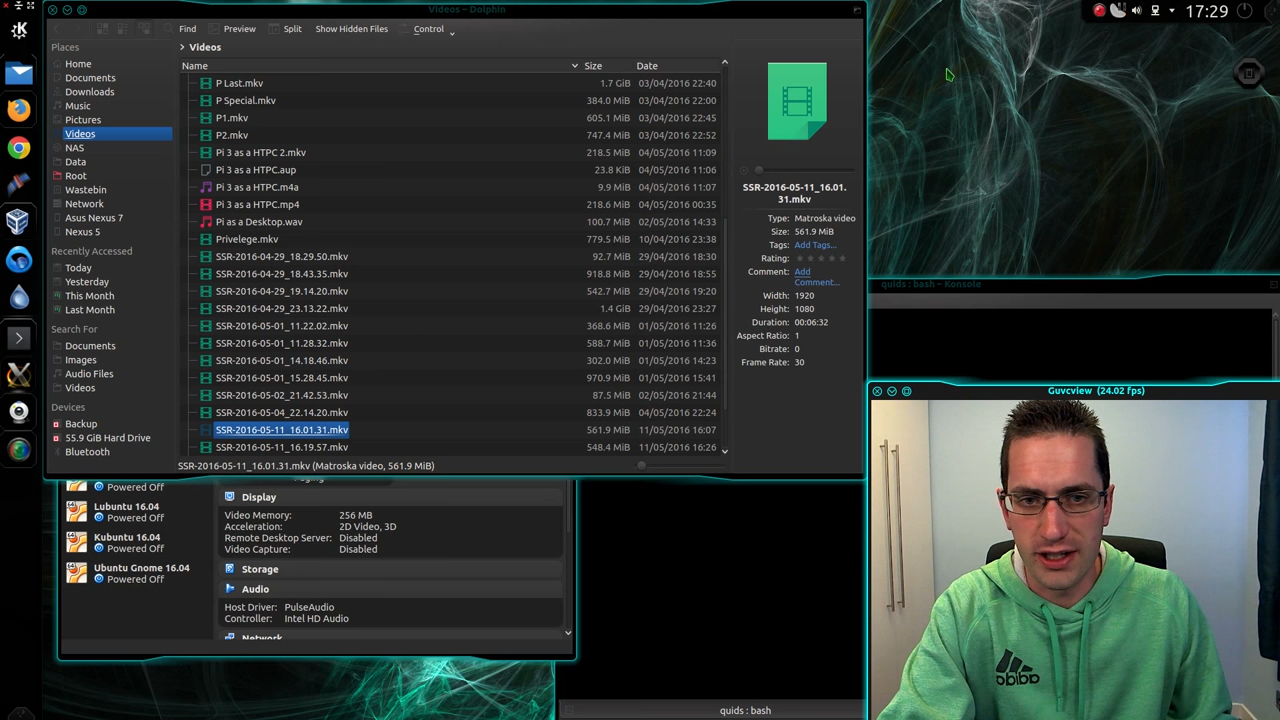 Videos – Dolphin
17:29
Find
Preview
Split
Show Hidden Files
Control
Places
Home
Documents
Downloads
Music
Pictures
Videos
NAS
Data
Root
Wastebin
Network
Asus Nexus 7
Nexus 5
Recently Accessed
Today
Yesterday
This Month
Last Month
Search For
Documents
Images
Audio Files
Videos
Devices
Backup
55.9 GiB Hard Drive
Bluetooth
> Videos
Name Size Date
P Last.mkv 1.7 GiB 03/04/2016 22:40
P Special.mkv 384.0 MiB 03/04/2016 22:00
P1.mkv 605.1 MiB 03/04/2016 22:45
P2.mkv 747.4 MiB 03/04/2016 22:52
Pi 3 as a HTPC 2.mkv 218.5 MiB 04/05/2016 11:09
Pi 3 as a HTPC.aup 23.8 KiB 04/05/2016 11:06
Pi 3 as a HTPC.m4a 9.9 MiB 04/05/2016 11:07
Pi 3 as a HTPC.mp4 218.6 MiB 04/05/2016 00:35
Pi as a Desktop.wav 100.7 MiB 02/05/2016 14:33
Privelege.mkv 779.5 MiB 10/04/2016 23:38
SSR-2016-04-29_18.29.50.mkv 92.7 MiB 29/04/2016 18:30
SSR-2016-04-29_18.43.35.mkv 918.8 MiB 29/04/2016 18:55
SSR-2016-04-29_19.14.20.mkv 542.7 MiB 29/04/2016 19:20
SSR-2016-04-29_23.13.22.mkv 1.4 GiB 29/04/2016 23:27
SSR-2016-05-01_11.22.02.mkv 368.6 MiB 01/05/2016 11:26
SSR-2016-05-01_11.28.32.mkv 588.7 MiB 01/05/2016 11:36
SSR-2016-05-01_14.18.46.mkv 302.0 MiB 01/05/2016 14:23
SSR-2016-05-01_15.28.45.mkv 970.9 MiB 01/05/2016 15:41
SSR-2016-05-02_21.42.53.mkv 87.5 MiB 02/05/2016 21:44
SSR-2016-05-04_22.14.20.mkv 833.9 MiB 04/05/2016 22:24
SSR-2016-05-11_16.01.31.mkv 561.9 MiB 11/05/2016 16:07
SSR-2016-05-11_16.19.57.mkv 548.4 MiB 11/05/2016 16:26
SSR-2016-05-11_16.01.31.mkv (Matroska video, 561.9 MiB)
SSR-2016-05-11_16.01.
31.mkv
Type: Matroska video
Size: 561.9 MiB
Tags: Add Tags...
Rating:
Comment: Add
Comment...
Width: 1920
Height: 1080
Duration: 00:06:32
Aspect Ratio: 1
Bitrate: 0
Frame Rate: 30
quids : bash – Konsole
Guvcview (24.02 fps)
adidas
Powered Off
Lubuntu 16.04
Powered Off
Kubuntu 16.04
Powered Off
Ubuntu Gnome 16.04
Powered Off
Display
Video Memory: 256 MB
Acceleration: 2D Video, 3D
Remote Desktop Server: Disabled
Video Capture: Disabled
Storage
Audio
Host Driver: PulseAudio
Controller: Intel HD Audio
Network
quids : bash